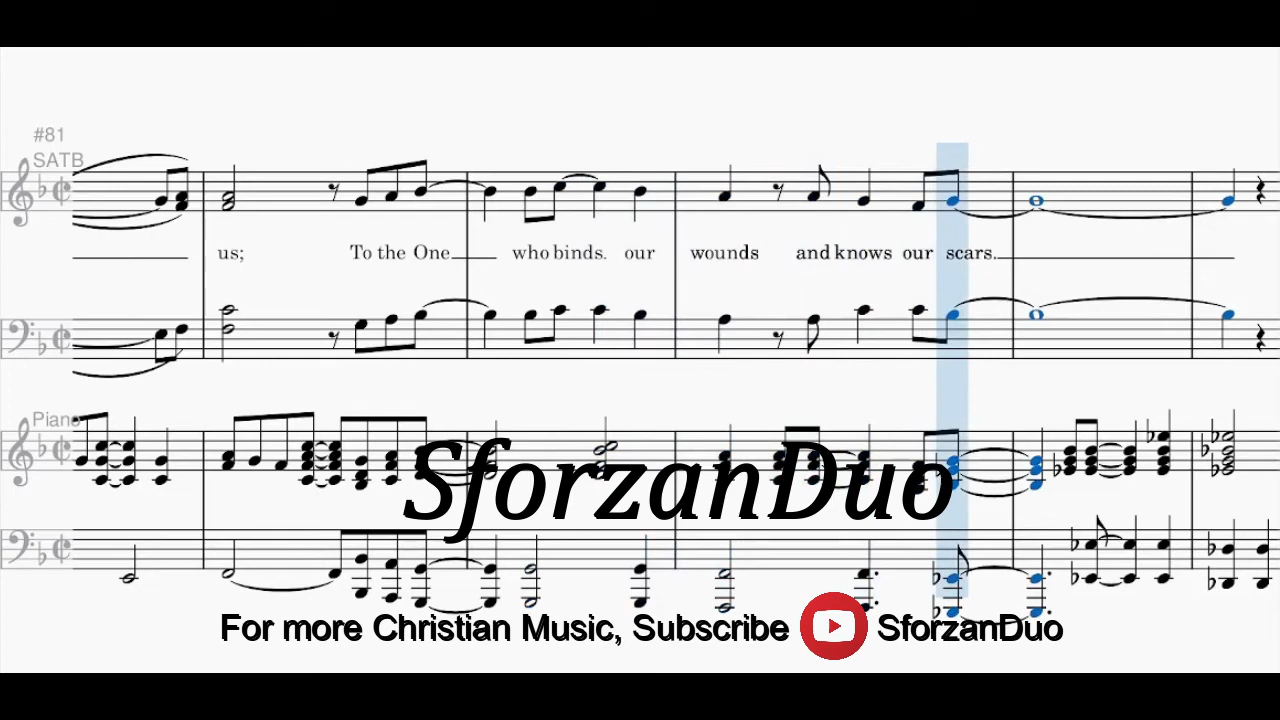 #81
SATB
us; To the One who binds. our wounds and knows our scars.
Piano
SforzanDuo
For more Christian Music, Subscribe SforzanDuo